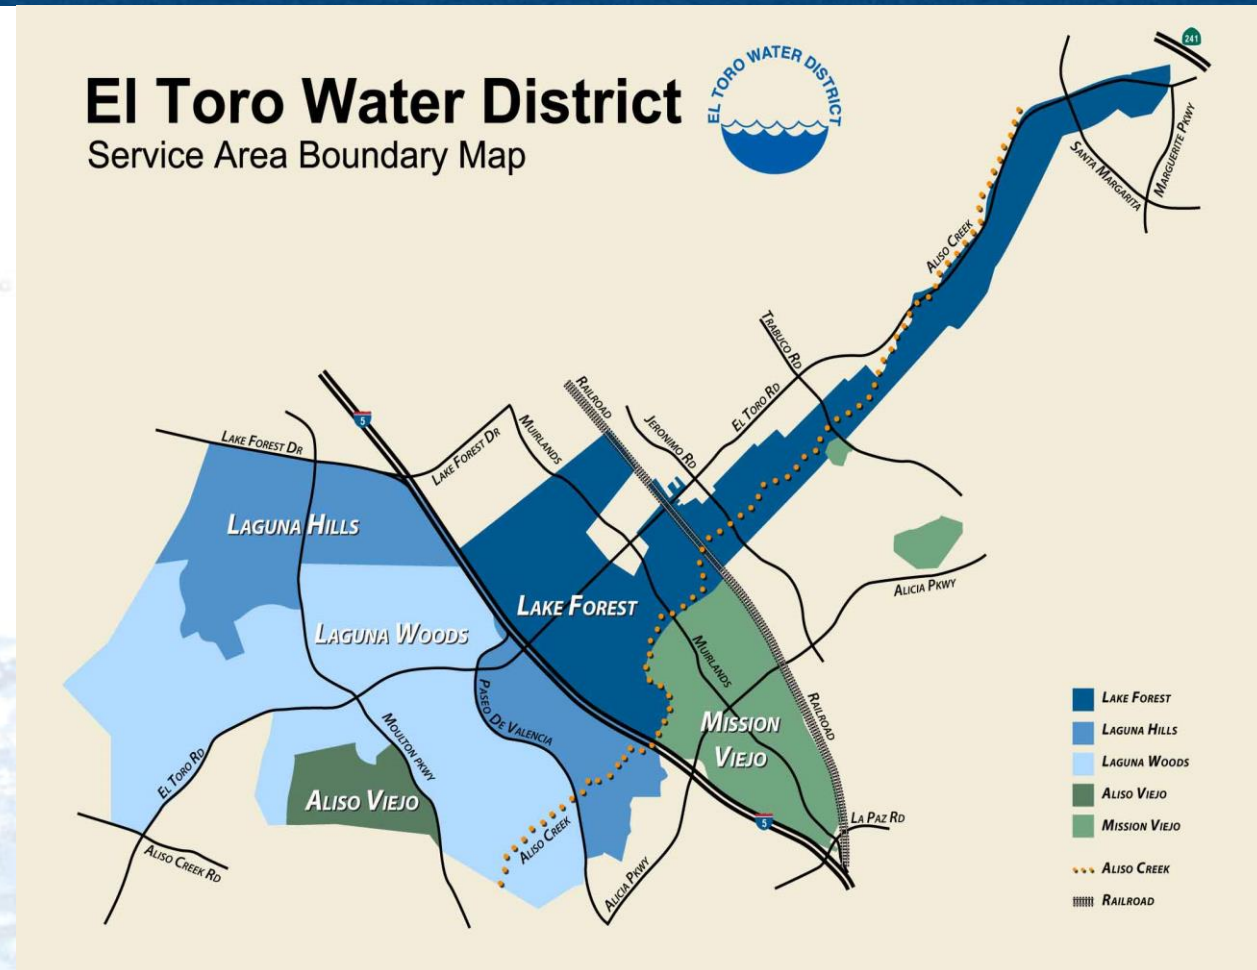 El Toro Water District
Service Area Boundary Map
EL TORO WATER DISTRICT
241
SANTA MARGARITA
MARGUERITE PKWY
ALISO CREEK
TRABUCO RD
EL TORO RD
RAILROAD
JERONIMO RD
5
MUIRLANDS
LAKE FOREST DR
LAKE FOREST DR
LAGUNA HILLS
ALICIA PKWY
LAKE FOREST
LAGUNA WOODS
MUIRLANDS
PASEO DE VALENCIA
RAILROAD
MISSION
VIEJO
MOULTON PKWY
EL TORO RD
ALISO VIEJO
5
LA PAZ RD
ALISO CREEK
ALISO CREEK RD
ALICIA PKWY
LAKE FOREST
LAGUNA HILLS
LAGUNA WOODS
ALISO VIEJO
MISSION VIEJO
ALISO CREEK
RAILROAD